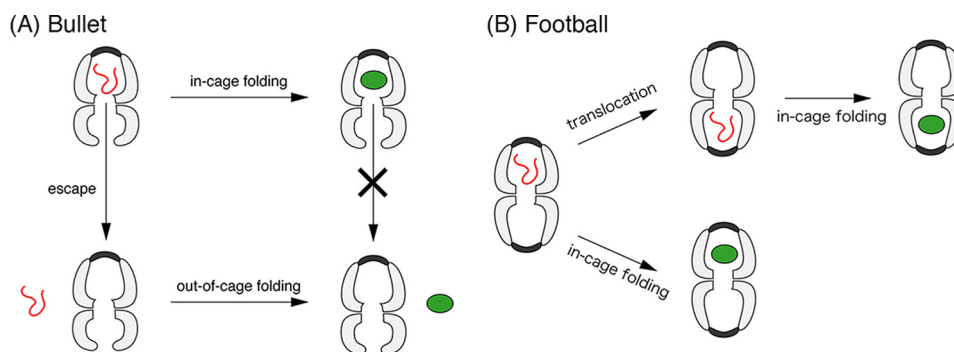 (A) Bullet
in-cage folding
escape
out-of-cage folding
(B) Football
translocation
in-cage folding
in-cage folding